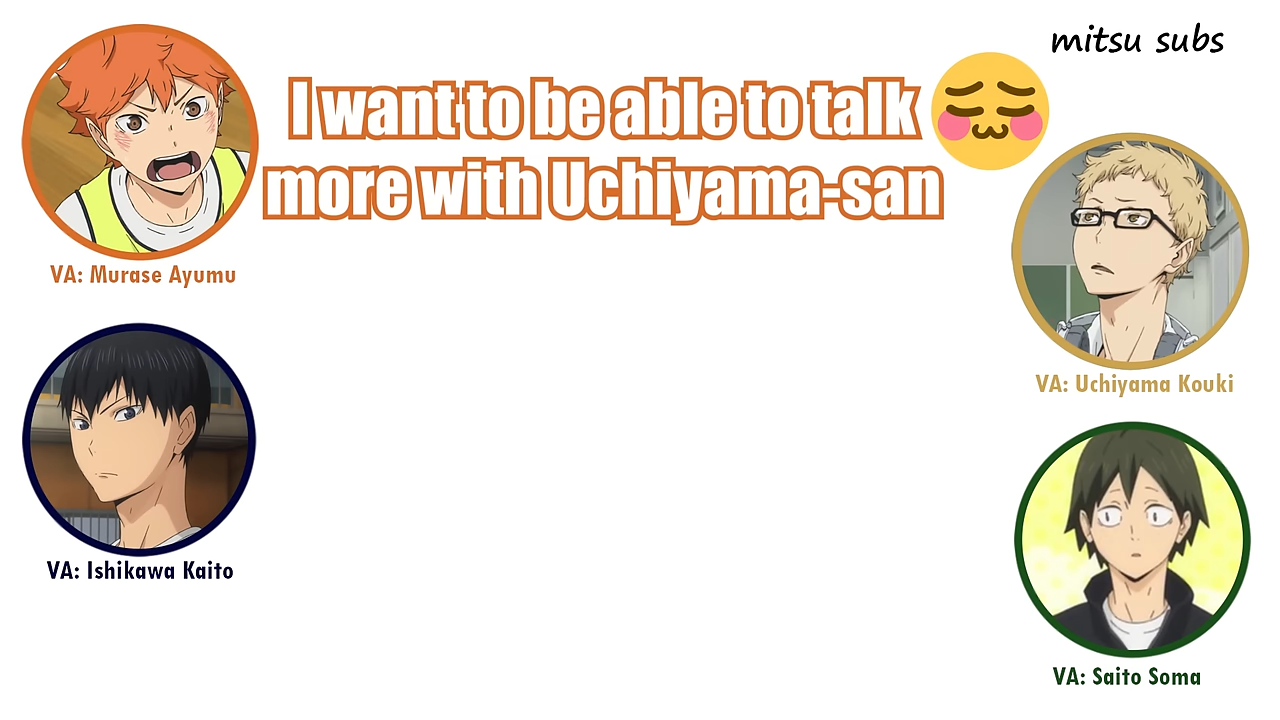 mitsu subs
I want to be able to talk
more with Uchiyama-san
VA: Murase Ayumu
VA: Uchiyama Kouki
VA: Ishikawa Kaito
VA: Saito Soma